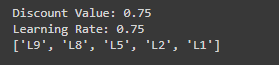 Discount Value: 0.75
Learning Rate: 0.75
['L9', 'L8', 'L5', 'L2', 'L1']